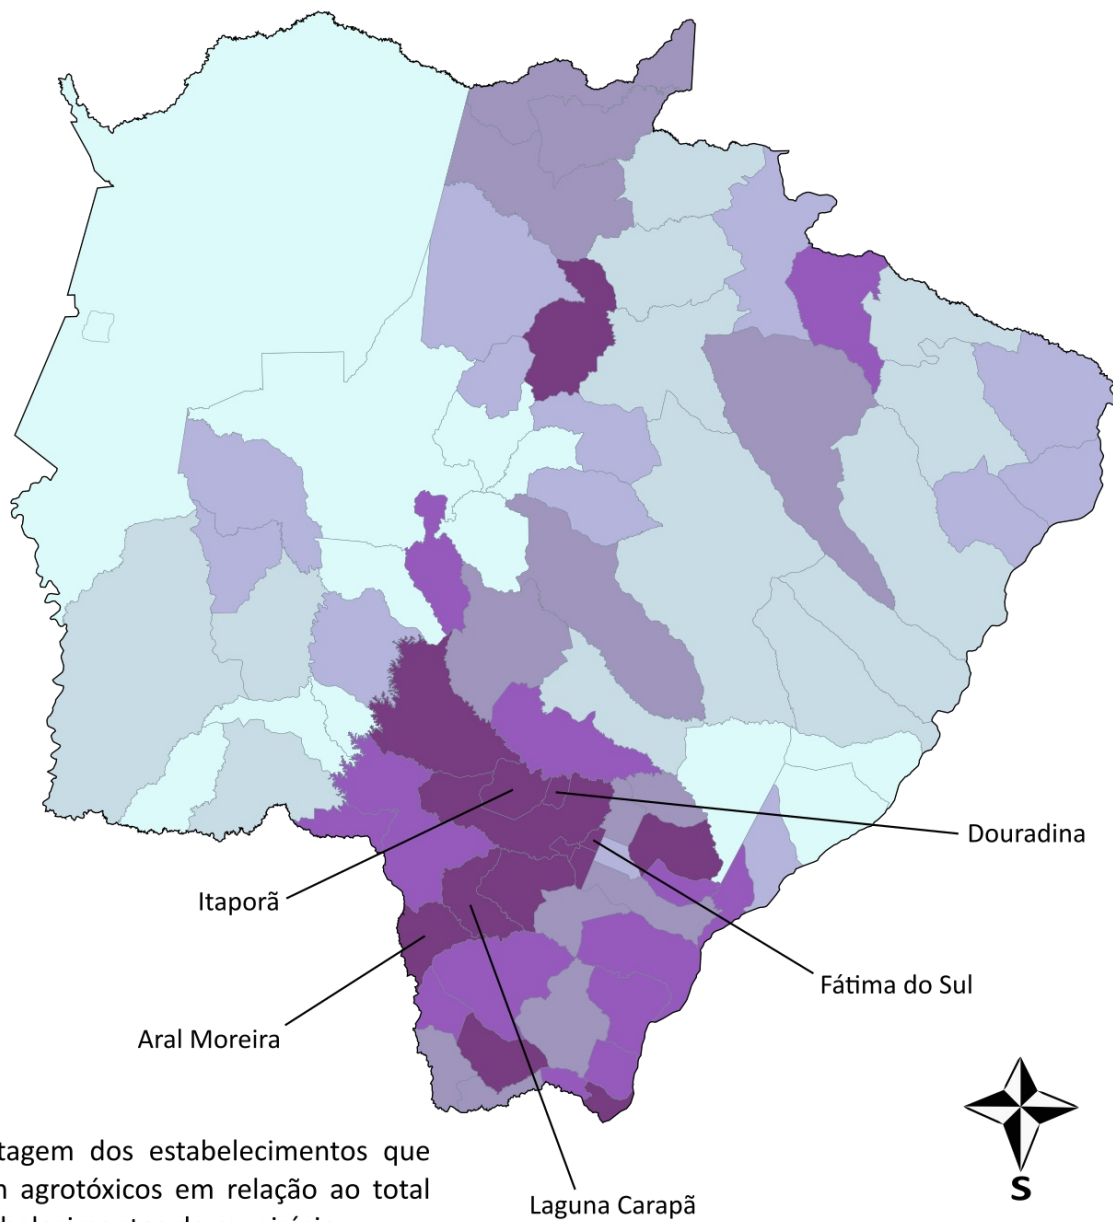 Douradina
Itaporã
Fátima do Sul
Aral Moreira
tagem dos estabelecimentos que
agrotóxicos em relação ao total
S
Laguna Carapã